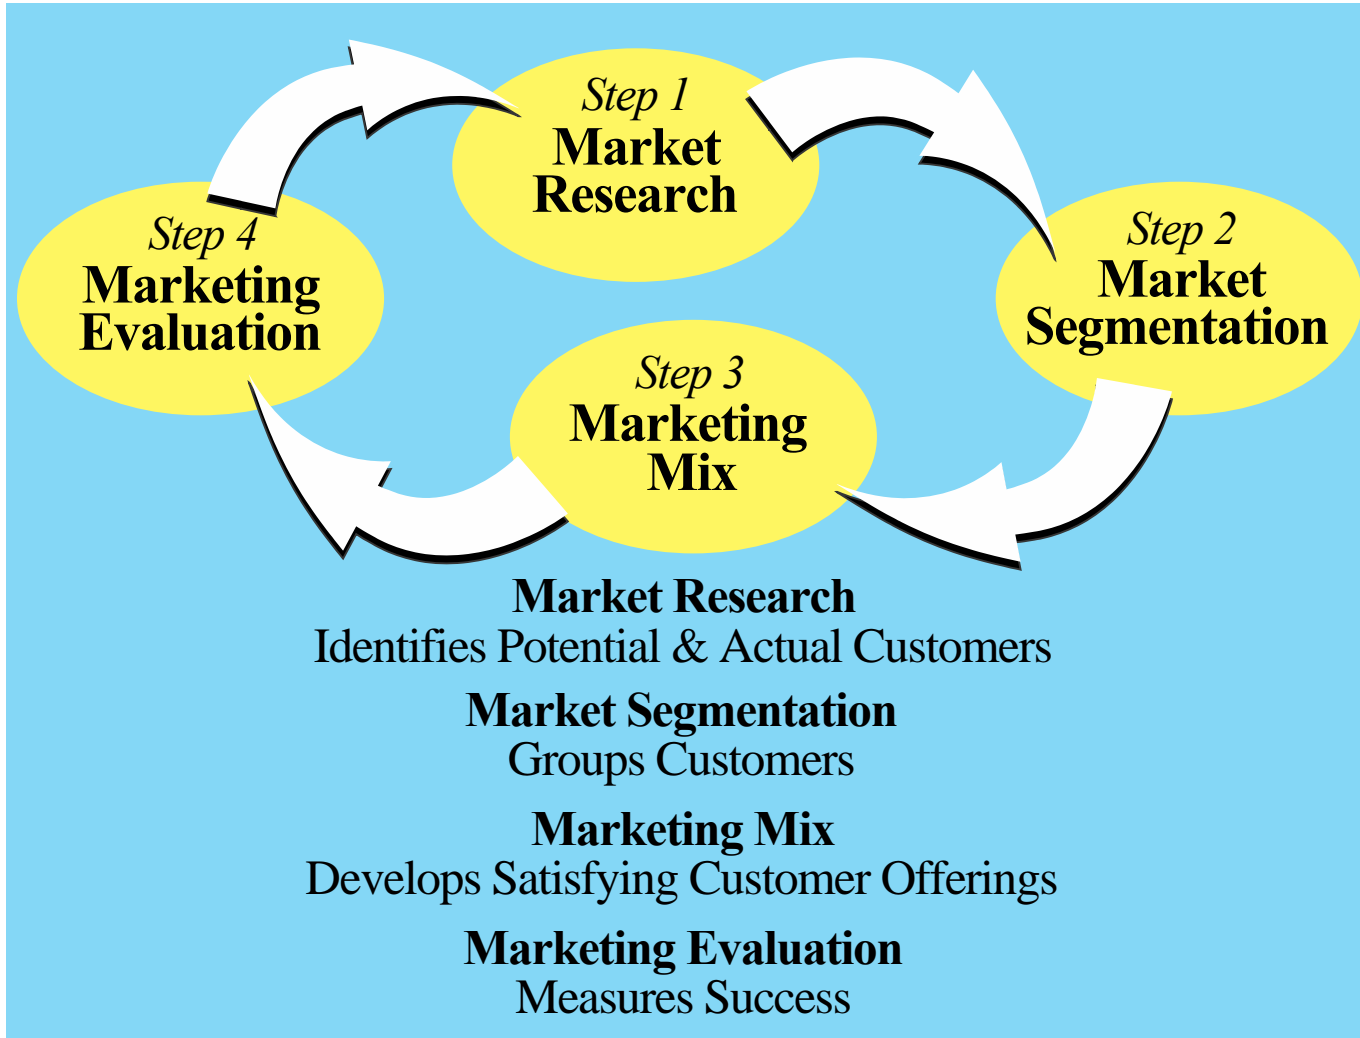 Step 1
Market
Research
Step 4
Marketing
Evaluation
Step 2
Market
Segmentation
Step 3
Marketing
Mix
Market Research
Identifies Potential & Actual Customers
Market Segmentation
Groups Customers
Marketing Mix
Develops Satisfying Customer Offerings
Marketing Evaluation
Measures Success